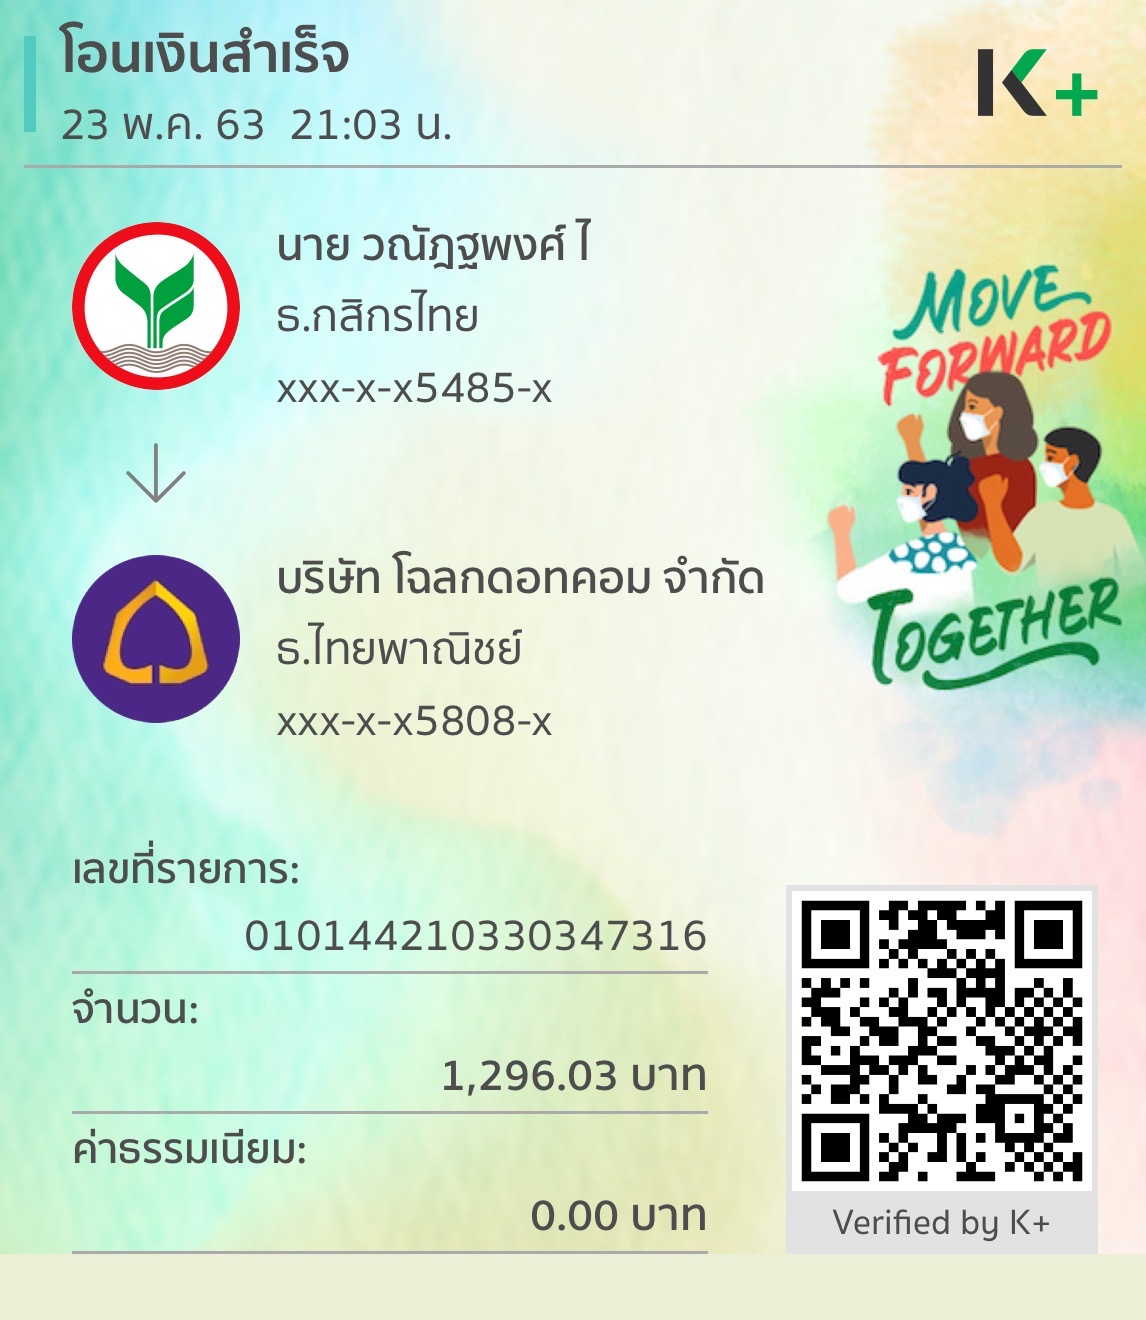 โอนเงินสำเร็จ
23 พ.ค. 63 21:03 น.
K+
นาย วณัฏฐพงศ์ ไ
ธ.กสิกรไทย
xxx-x-x5485-x
MOVE
FORWARD
TOGETHER
บริษัท โฉลกดอทคอม จำกัด
ธ.ไทยพาณิชย์
xxx-x-x5808-x
เลขที่รายการ:
010144210330347316
จำนวน:
1,296.03 บาท
ค่าธรรมเนียม:
0.00 บาท
Verified by K+